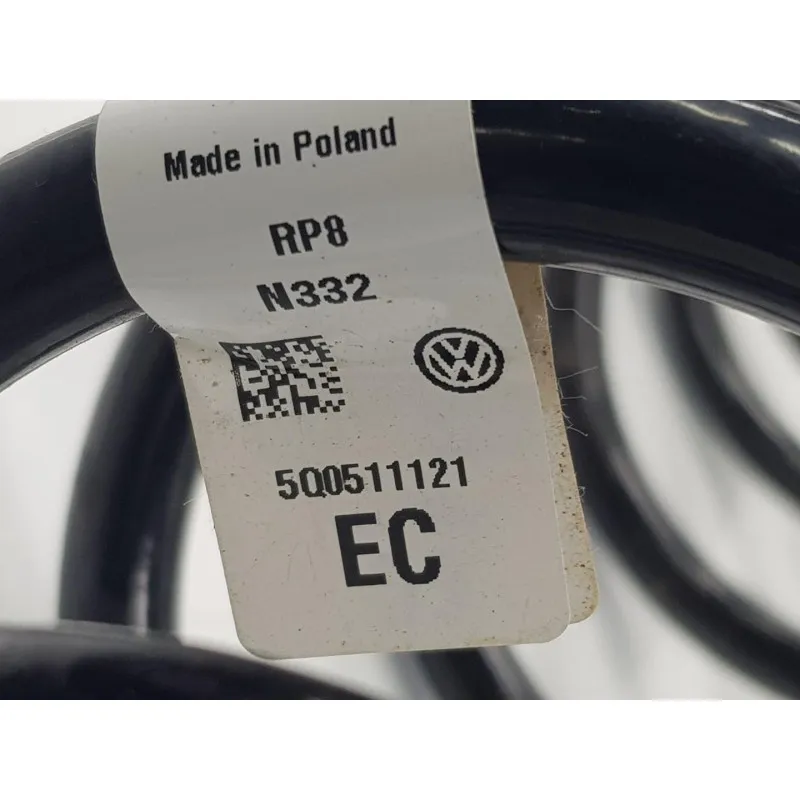 Made in Poland
RP8
N332
5Q0511121
EC